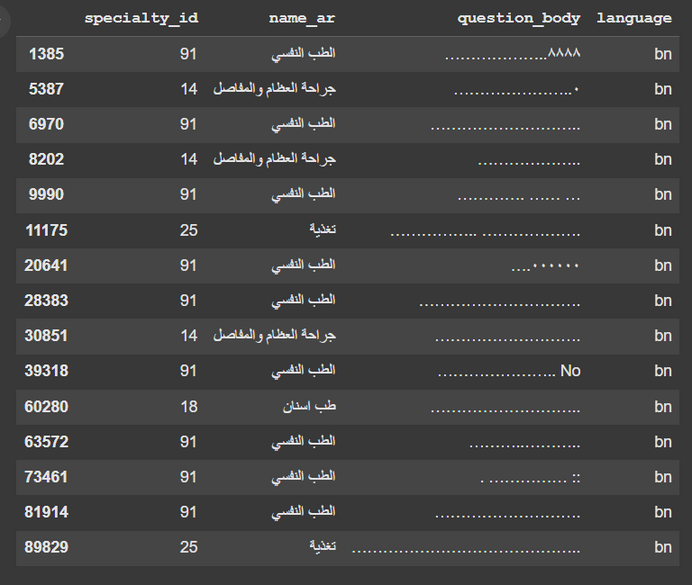 specialty_id name_ar question_body language
1385 91 الطب النفسي ………………..٨٨٨٨ bn
5387 14 جراحة العظام والمفاصل …………………..٠ bn
6970 91 الطب النفسي ……………………….. bn
8202 14 جراحة العظام والمفاصل ……………….. bn
9990 91 الطب النفسي …………. …… … bn
11175 25 تغذية …………….. ………………. bn
20641 91 الطب النفسي ….٠٠٠٠٠٠ bn
28383 91 الطب النفسي …………………………. bn
30851 14 جراحة العظام والمفاصل ………………………. bn
39318 91 الطب النفسي ………………….. No bn
60280 18 طب اسنان ……………………….. bn
63572 91 الطب النفسي ………..……….. bn
73461 91 الطب النفسي . …………… :: bn
81914 91 الطب النفسي ………………………. bn
89829 25 تغذية …………………………………….. bn